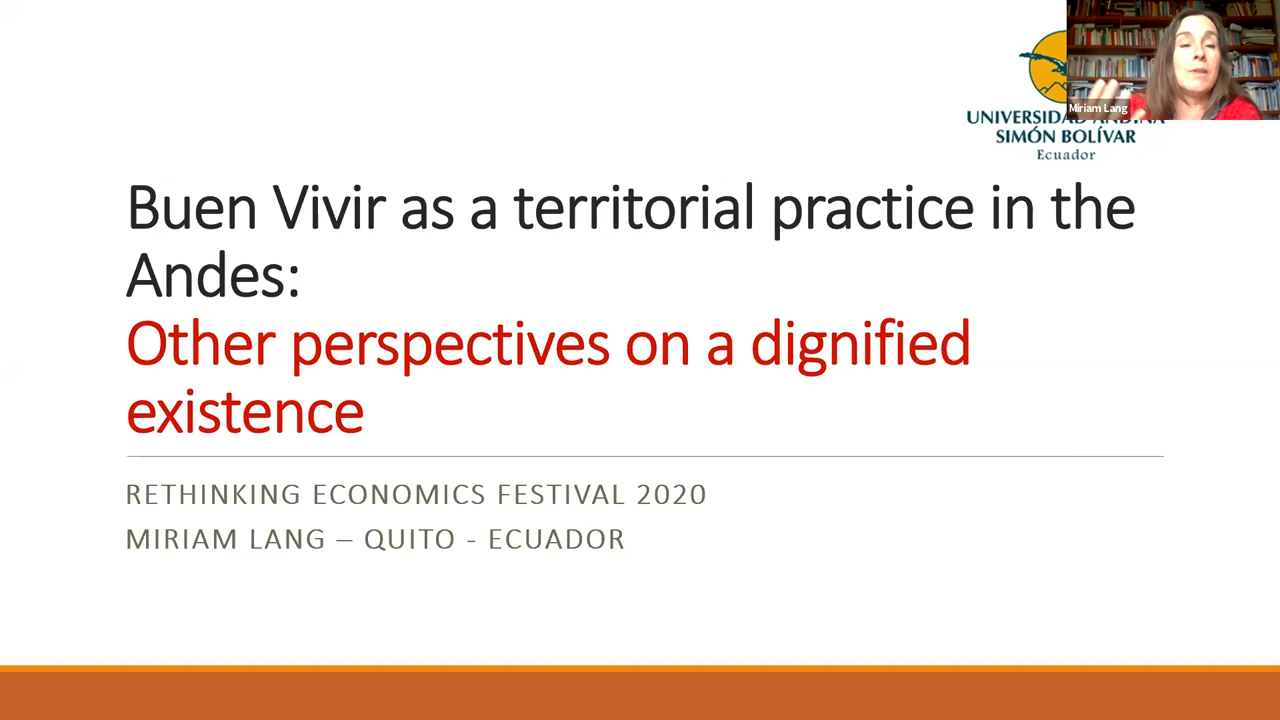 Miriam Lang
UNIVERSIDAD ANDINA
SIMÓN BOLÍVAR
Ecuador
Buen Vivir as a territorial practice in the
Andes:
Other perspectives on a dignified
existence
RETHINKING ECONOMICS FESTIVAL 2020
MIRIAM LANG – QUITO - ECUADOR